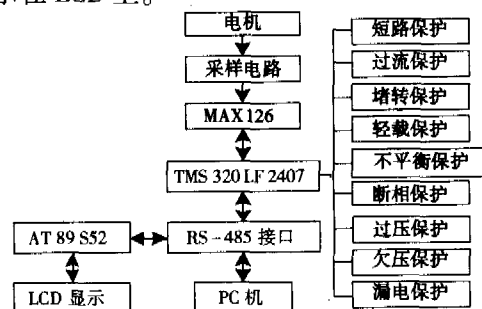 电机
采样电路
MAX126
TMS 320 LF 2407
AT 89 S52
RS-485 接口
LCD 显示
PC 机
短路保护
过流保护
堵转保护
轻载保护
不平衡保护
断相保护
过压保护
欠压保护
漏电保护